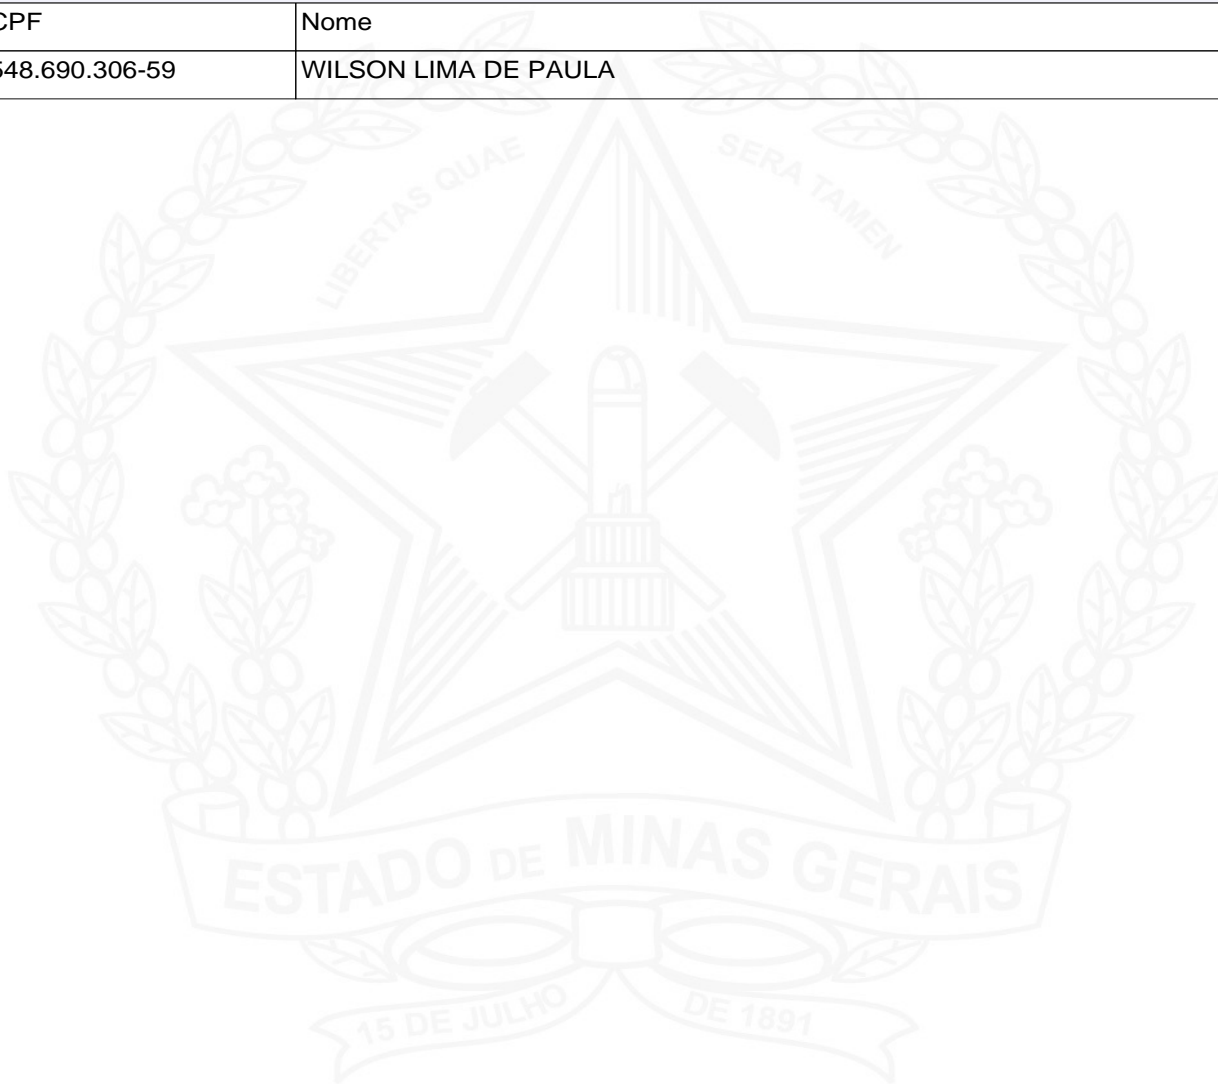 CPF Nome
548.690.306-59 WILSON LIMA DE PAULA
LIBERTAS QUAE SERA TAMEN
ESTADO DE MINAS GERAIS
15 DE JULHO DE 1891